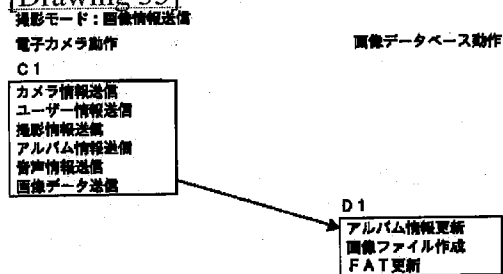 [Drawing 39]
撮影モード：画像情報送信
電子カメラ動作
画像データベース動作
C1
カメラ情報送信
ユーザー情報送信
撮影情報送信
アルバム情報送信
音声情報送信
画像データ送信
D1
アルバム情報更新
画像ファイル作成
FAT更新